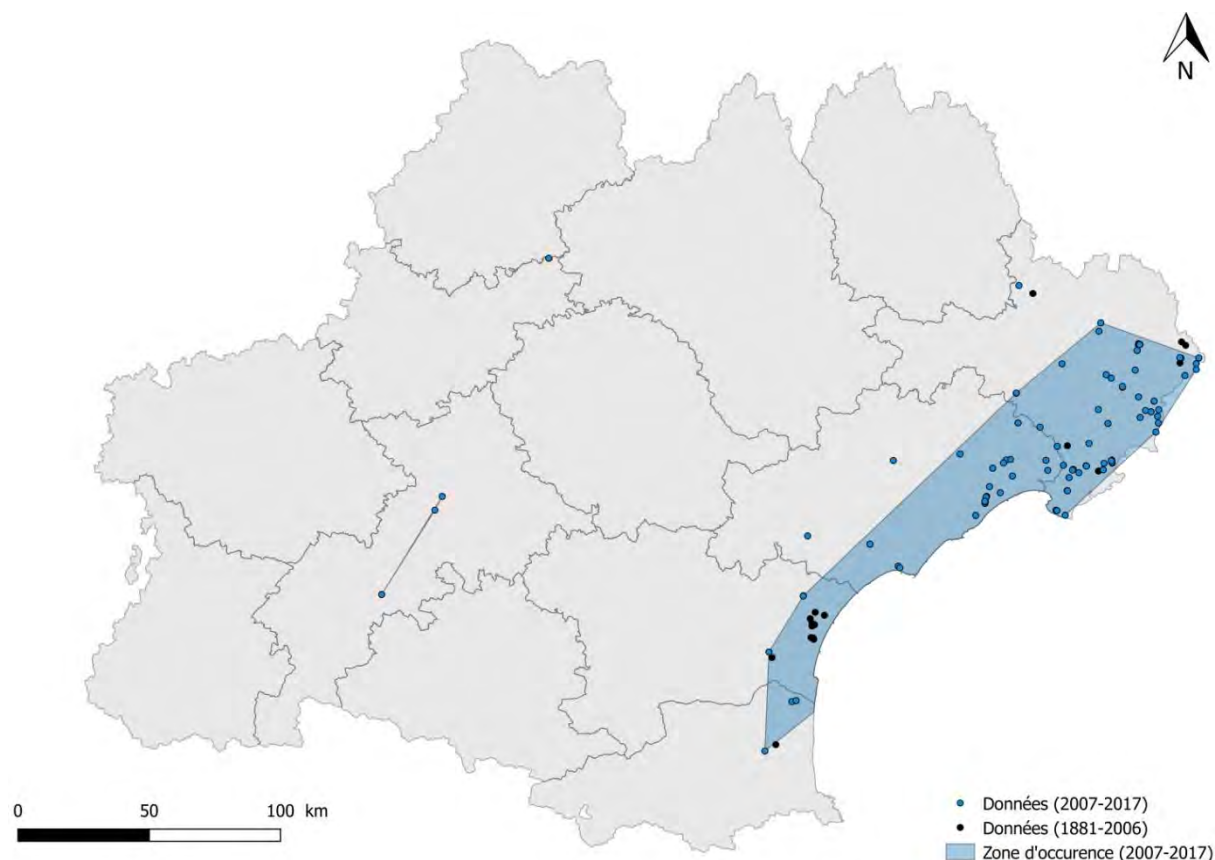 N
0 50 100 km
Données (2007-2017)
Données (1881-2006)
Zone d'occurence (2007-2017)